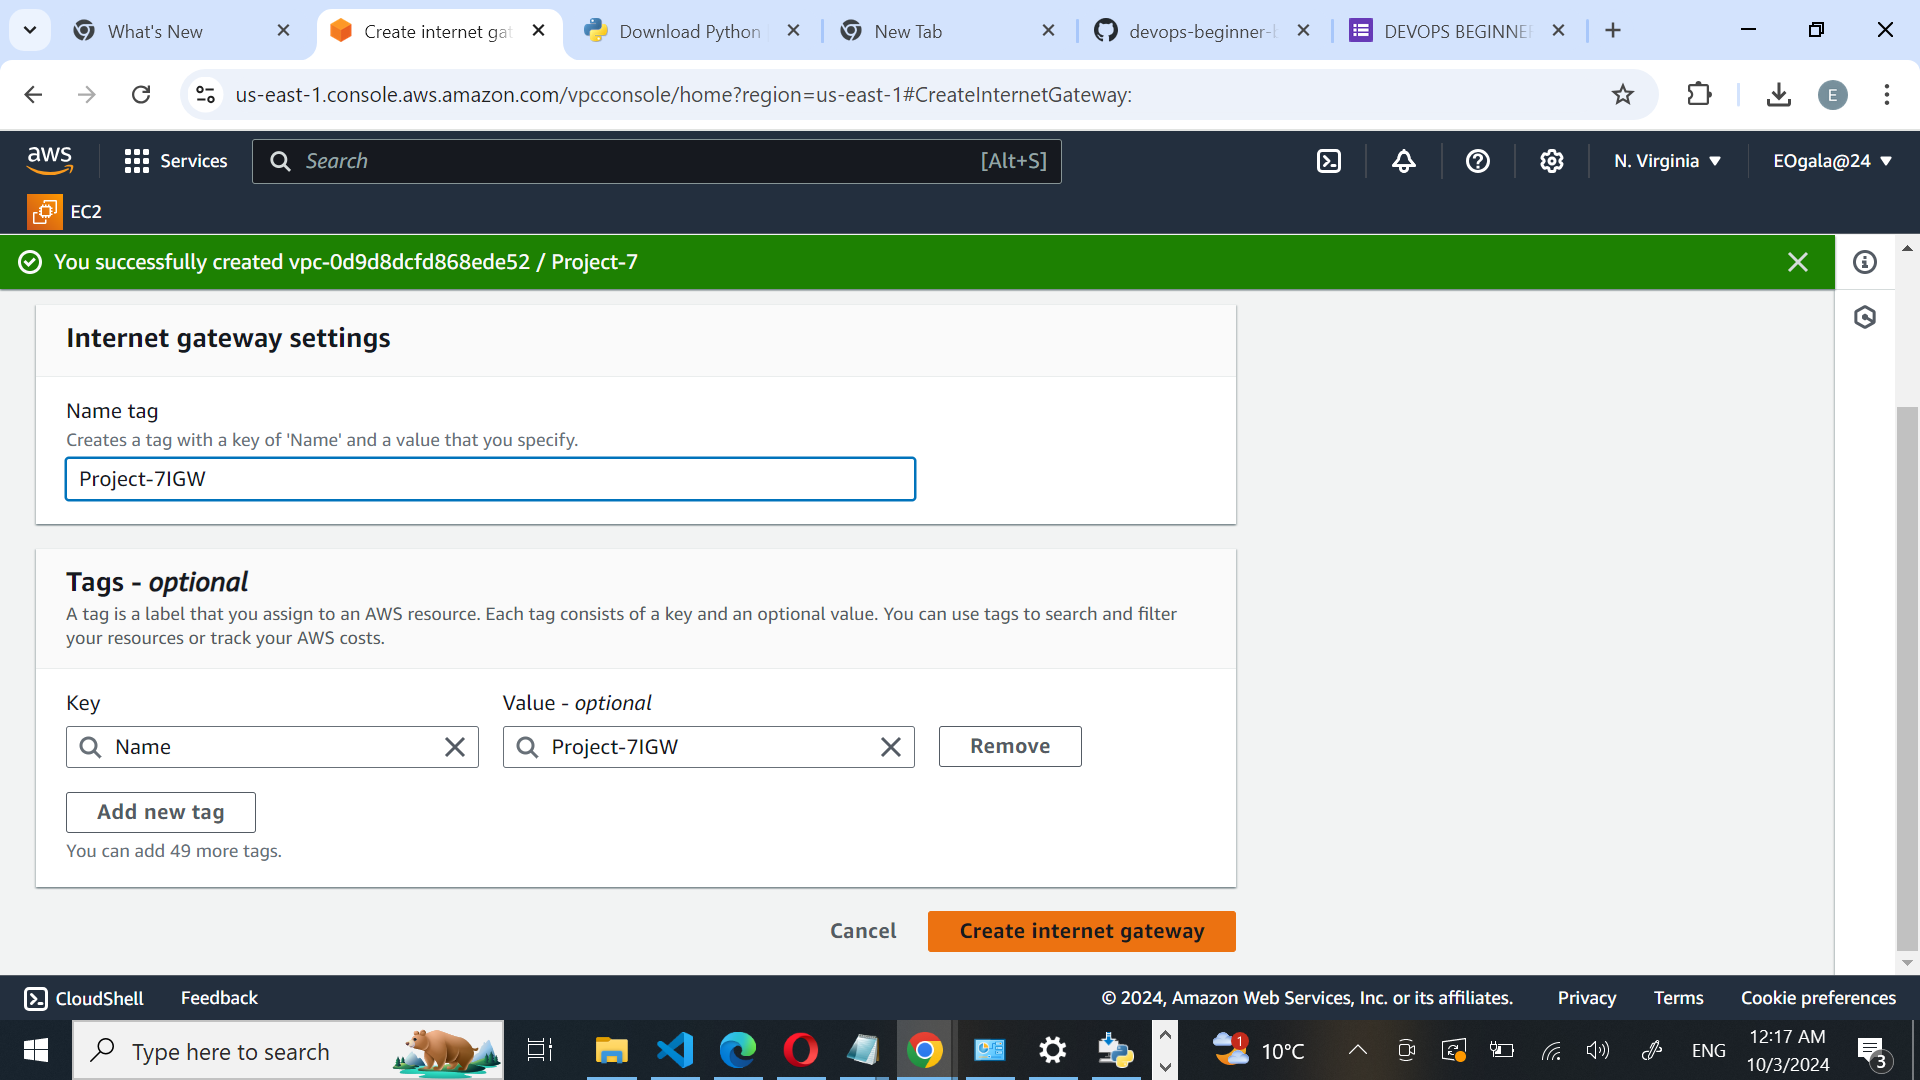 What's New
Create internet gat
Download Python
New Tab
devops-beginner-b
DEVOPS BEGINNER
us-east-1.console.aws.amazon.com/vpcconsole/home?region=us-east-1#CreateInternetGateway:
E
aws
Services
Search
[Alt+S]
N. Virginia
EOgala@24
EC2
You successfully created vpc-0d9d8dcfd868ede52 / Project-7
Internet gateway settings
Name tag
Creates a tag with a key of 'Name' and a value that you specify.
Project-7IGW
Tags - optional
A tag is a label that you assign to an AWS resource. Each tag consists of a key and an optional value. You can use tags to search and filter
your resources or track your AWS costs.
Key
Value - optional
Name
Project-7IGW
Remove
Add new tag
You can add 49 more tags.
Cancel
Create internet gateway
CloudShell
Feedback
© 2024, Amazon Web Services, Inc. or its affiliates.
Privacy
Terms
Cookie preferences
Type here to search
1
10°C
ENG
12:17 AM
10/3/2024
3